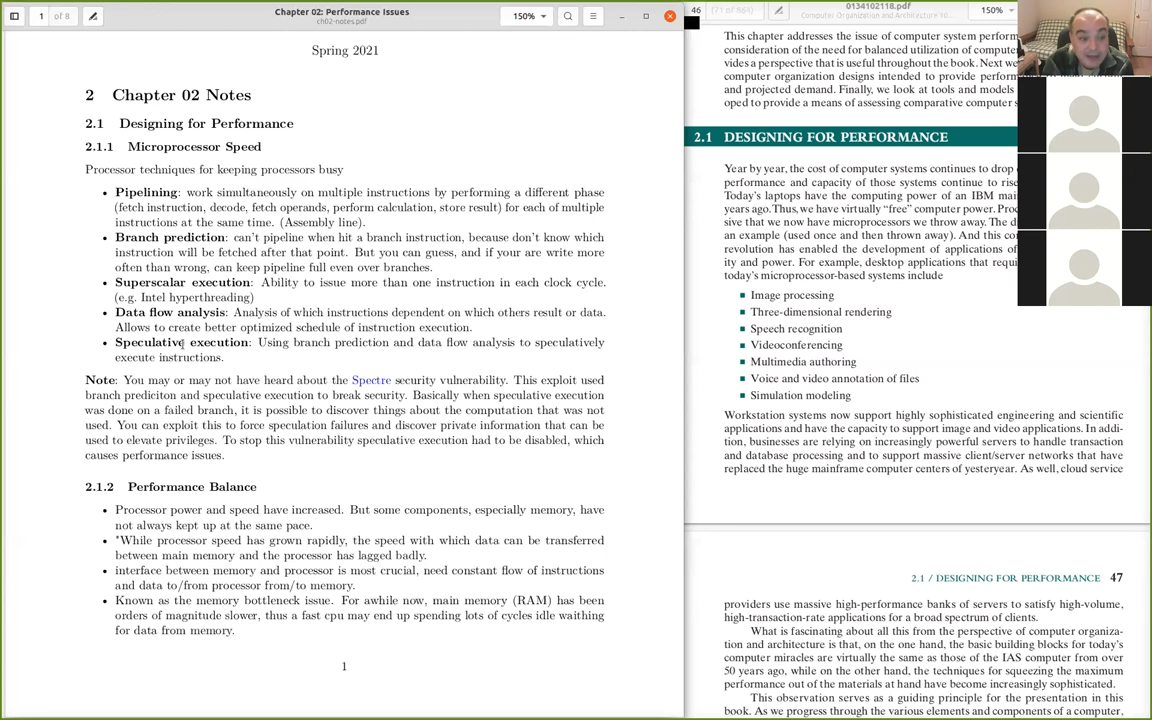 1 of 8
Chapter 02: Performance Issues
ch02-notes.pdf
150%
Spring 2021
2 Chapter 02 Notes
2.1 Designing for Performance
2.1.1 Microprocessor Speed
Processor techniques for keeping processors busy
• Pipelining: work simultaneously on multiple instructions by performing a different phase
(fetch instruction, decode, fetch operands, perform calculation, store result) for each of multiple
instructions at the same time. (Assembly line).
• Branch prediction: can't pipeline when hit a branch instruction, because don't know which
instruction will be fetched after that point. But you can guess, and if your are write more
often than wrong, can keep pipeline full even over branches.
• Superscalar execution: Ability to issue more than one instruction in each clock cycle.
(e.g. Intel hyperthreading)
• Data flow analysis: Analysis of which instructions dependent on which others result or data.
Allows to create better optimized schedule of instruction execution.
• Speculative execution: Using branch prediction and data flow analysis to speculatively
execute instructions.
Note: You may or may not have heard about the Spectre security vulnerability. This exploit used
branch prediciton and speculative execution to break security. Basically when speculative execution
was done on a failed branch, it is possible to discover things about the computation that was not
used. You can exploit this to force speculation failures and discover private information that can be
used to elevate privileges. To stop this vulnerability speculative execution had to be disabled, which
causes performance issues.
2.1.2 Performance Balance
• Processor power and speed have increased. But some components, especially memory, have
not always kept up at the same pace.
• "While processor speed has grown rapidly, the speed with which data can be transferred
between main memory and the processor has lagged badly.
• interface between memory and processor is most crucial, need constant flow of instructions
and data to/from processor from/to memory.
• Known as the memory bottleneck issue. For awhile now, main memory (RAM) has been
orders of magnitude slower, thus a fast cpu may end up spending lots of cycles idle waithing
for data from memory.
1
46 (71 of 864)
0134102118.pdf
Computer Organization and Architecture 10...
150%
This chapter addresses the issue of computer system perform
consideration of the need for balanced utilization of compute
vides a perspective that is useful throughout the book. Next we
computer organization designs intended to provide perform
and projected demand. Finally, we look at tools and models
oped to provide a means of assessing comparative computer s
2.1 DESIGNING FOR PERFORMANCE
Year by year, the cost of computer systems continues to drop
performance and capacity of those systems continue to rise
Today's laptops have the computing power of an IBM mai
years ago. Thus, we have virtually "free" computer power. Proc
sive that we now have microprocessors we throw away. The d
an example (used once and then thrown away). And this co
revolution has enabled the development of applications of
ity and power. For example, desktop applications that requi
today's microprocessor-based systems include
■ Image processing
■ Three-dimensional rendering
■ Speech recognition
■ Videoconferencing
■ Multimedia authoring
■ Voice and video annotation of files
■ Simulation modeling
Workstation systems now support highly sophisticated engineering and scientific
applications and have the capacity to support image and video applications. In addi-
tion, businesses are relying on increasingly powerful servers to handle transaction
and database processing and to support massive client/server networks that have
replaced the huge mainframe computer centers of yesteryear. As well, cloud service
2.1 / DESIGNING FOR PERFORMANCE 47
providers use massive high-performance banks of servers to satisfy high-volume,
high-transaction-rate applications for a broad spectrum of clients.
What is fascinating about all this from the perspective of computer organiza-
tion and architecture is that, on the one hand, the basic building blocks for today's
computer miracles are virtually the same as those of the IAS computer from over
50 years ago, while on the other hand, the techniques for squeezing the maximum
performance out of the materials at hand have become increasingly sophisticated.
This observation serves as a guiding principle for the presentation in this
book. As we progress through the various elements and components of a computer,